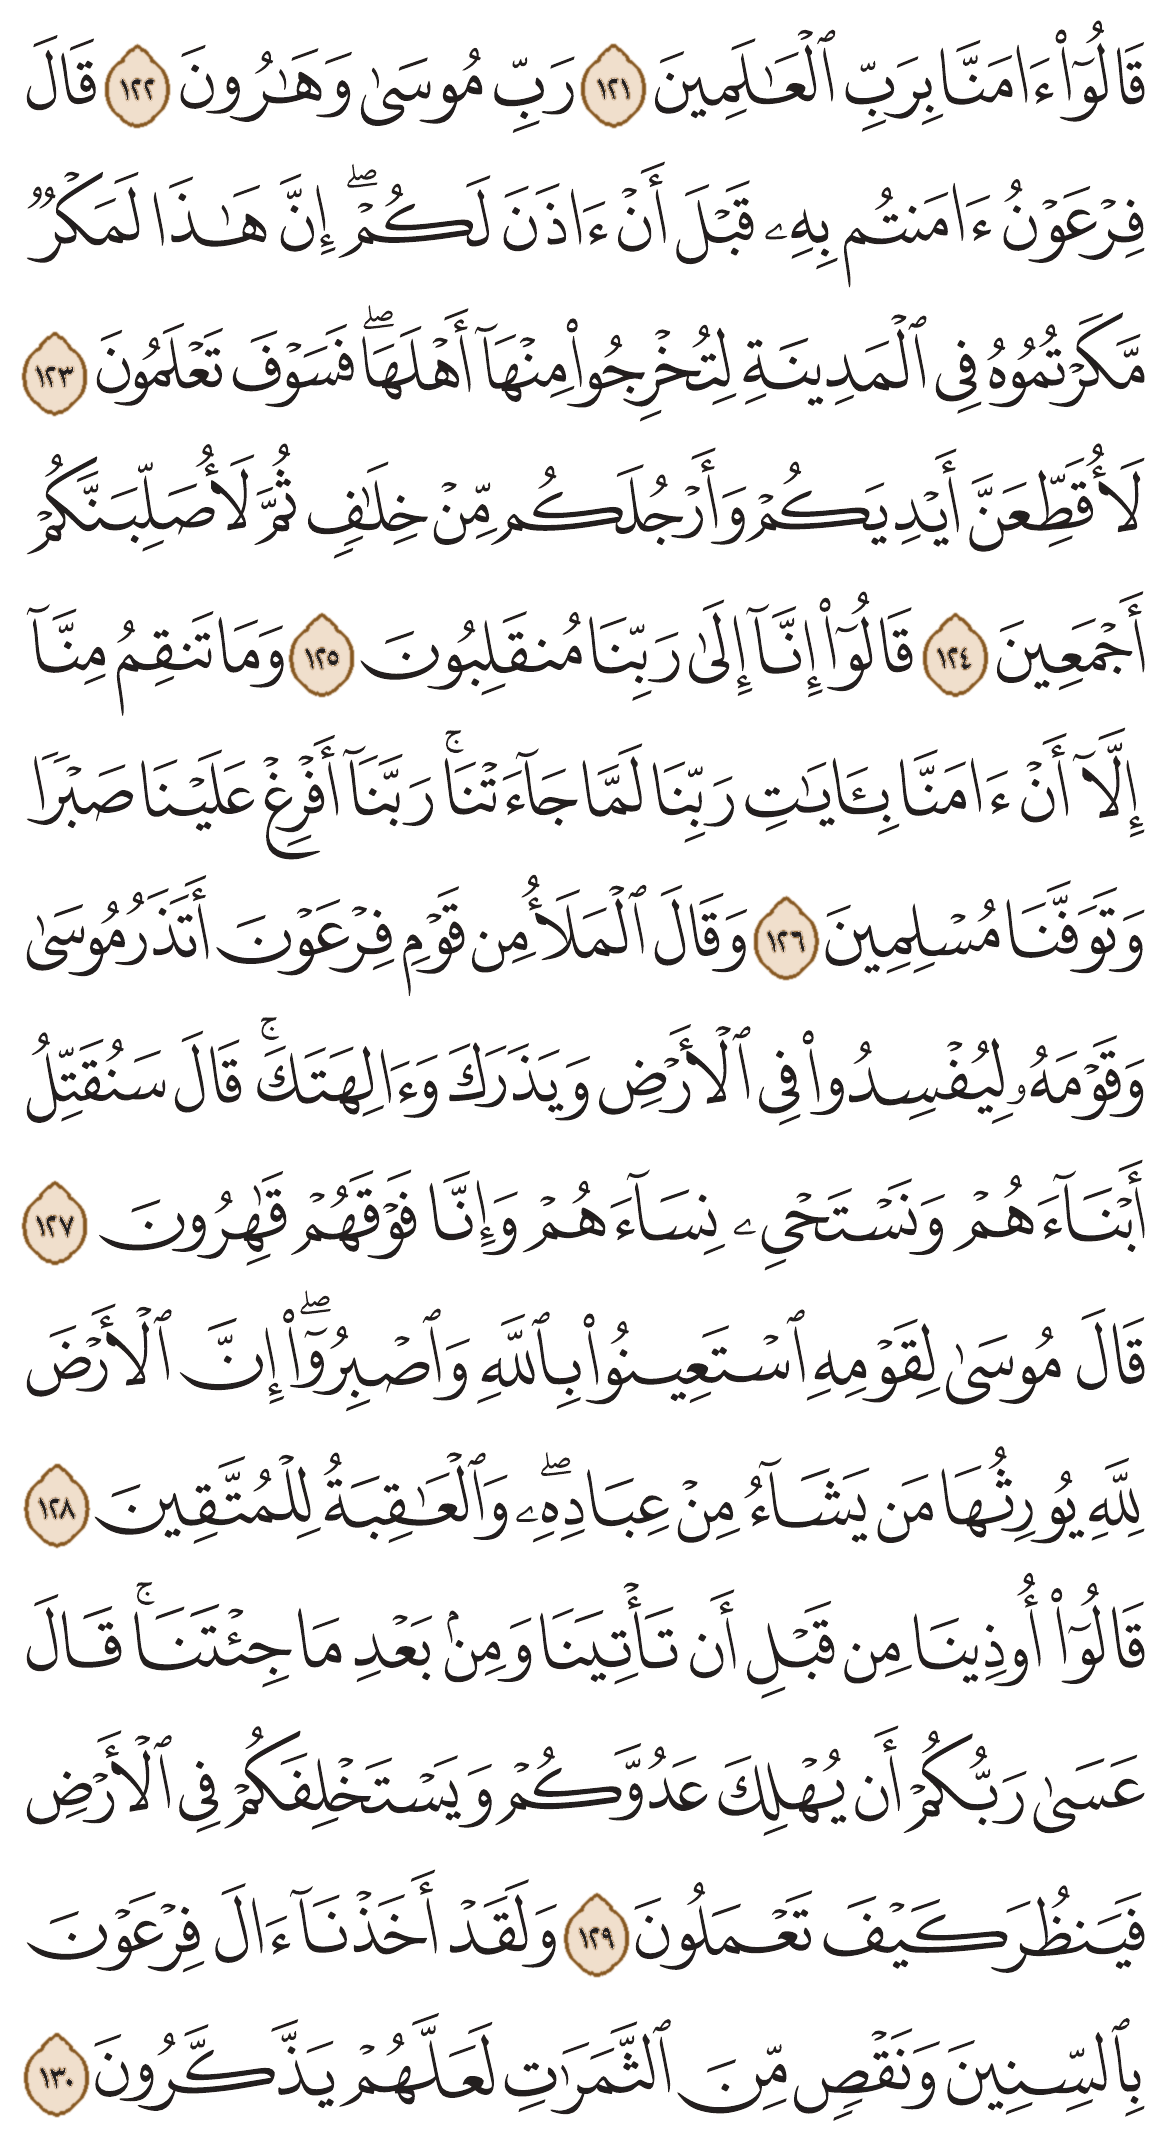 قَالُوٓا۟ ءَامَنَّا بِرَبِّ ٱلْعَـٰلَمِينَ ١٢١ رَبِّ مُوسَىٰ وَهَـٰرُونَ ١٢٢ قَالَ
فِرْعَوْنُ ءَامَنتُم بِهِۦ قَبْلَ أَنْ ءَاذَنَ لَكُمْ ۖ إِنَّ هَـٰذَا لَمَكْرٌ
مَّكَرْتُمُوهُ فِى ٱلْمَدِينَةِ لِتُخْرِجُوا۟ مِنْهَآ أَهْلَهَا ۖ فَسَوْفَ تَعْلَمُونَ ١٢٣
لَأُقَطِّعَنَّ أَيْدِيَكُمْ وَأَرْجُلَكُم مِّنْ خِلَـٰفٍ ثُمَّ لَأُصَلِّبَنَّكُمْ
أَجْمَعِينَ ١٢٤ قَالُوٓا۟ إِنَّآ إِلَىٰ رَبِّنَا مُنقَلِبُونَ ١٢٥ وَمَا تَنقِمُ مِنَّآ
إِلَّآ أَنْ ءَامَنَّا بِـَٔايَـٰتِ رَبِّنَا لَمَّا جَآءَتْنَا ۚ رَبَّنَآ أَفْرِغْ عَلَيْنَا صَبْرًا
وَتَوَفَّنَا مُسْلِمِينَ ١٢٦ وَقَالَ ٱلْمَلَأُ مِن قَوْمِ فِرْعَوْنَ أَتَذَرُ مُوسَىٰ
وَقَوْمَهُۥ لِيُفْسِدُوا۟ فِى ٱلْأَرْضِ وَيَذَرَكَ وَءَالِهَتَكَ ۚ قَالَ سَنُقَتِّلُ
أَبْنَآءَهُمْ وَنَسْتَحْىِۦ نِسَآءَهُمْ وَإِنَّا فَوْقَهُمْ قَـٰهِرُونَ ١٢٧
قَالَ مُوسَىٰ لِقَوْمِهِ ٱسْتَعِينُوا۟ بِٱللَّهِ وَٱصْبِرُوٓا۟ ۖ إِنَّ ٱلْأَرْضَ
لِلَّهِ يُورِثُهَا مَن يَشَآءُ مِنْ عِبَادِهِۦ ۖ وَٱلْعَـٰقِبَةُ لِلْمُتَّقِينَ ١٢٨
قَالُوٓا۟ أُوذِينَا مِن قَبْلِ أَن تَأْتِيَنَا وَمِنۢ بَعْدِ مَا جِئْتَنَا ۚ قَالَ
عَسَىٰ رَبُّكُمْ أَن يُهْلِكَ عَدُوَّكُمْ وَيَسْتَخْلِفَكُمْ فِى ٱلْأَرْضِ
فَيَنظُرَ كَيْفَ تَعْمَلُونَ ١٢٩ وَلَقَدْ أَخَذْنَآ ءَالَ فِرْعَوْنَ
بِٱلسِّنِينَ وَنَقْصٍ مِّنَ ٱلثَّمَرَٰتِ لَعَلَّهُمْ يَذَّكَّرُونَ ١٣٠